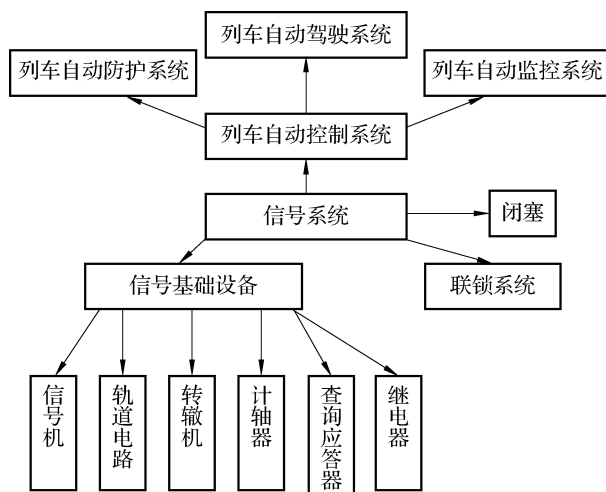 列车自动驾驶系统
列车自动防护系统
列车自动监控系统
列车自动控制系统
信号系统
闭塞
信号基础设备
联锁系统
信号机
轨道电路
转辙机
计轴器
查询应答器
继电器